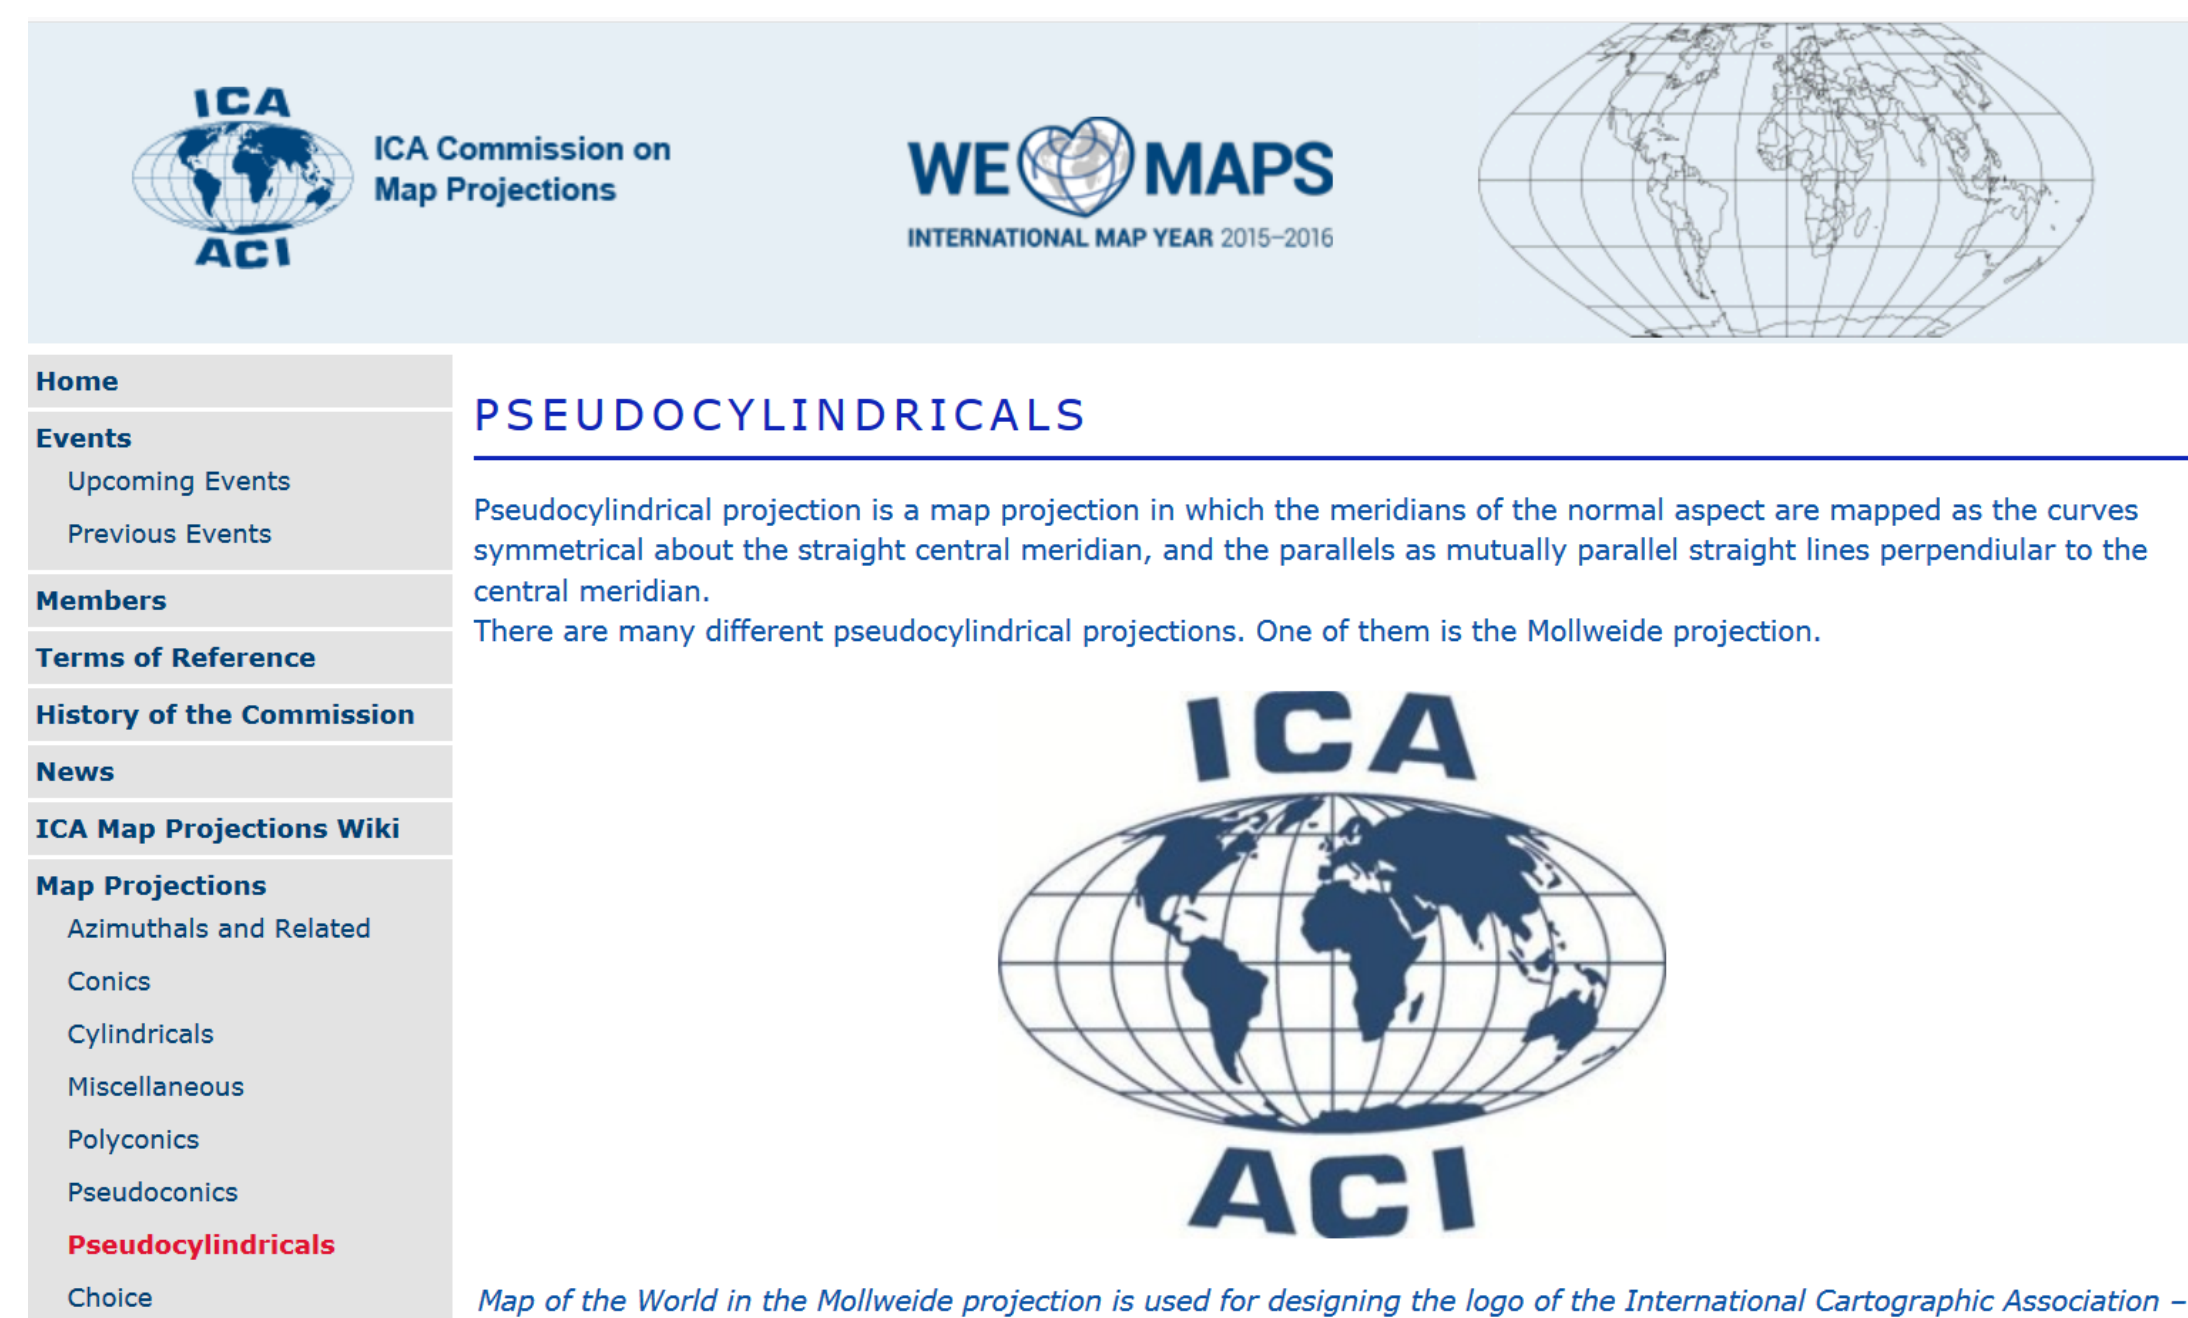 ICA
ACI
ICA Commission on
Map Projections
WE MAPS
INTERNATIONAL MAP YEAR 2015–2016
Home
Events
Upcoming Events
Previous Events
Members
Terms of Reference
History of the Commission
News
ICA Map Projections Wiki
Map Projections
Azimuthals and Related
Conics
Cylindricals
Miscellaneous
Polyconics
Pseudoconics
Pseudocylindricals
Choice
PSEUDOCYLINDRICALS
Pseudocylindrical projection is a map projection in which the meridians of the normal aspect are mapped as the curves
symmetrical about the straight central meridian, and the parallels as mutually parallel straight lines perpendiular to the
central meridian.
There are many different pseudocylindrical projections. One of them is the Mollweide projection.
ICA
ACI
Map of the World in the Mollweide projection is used for designing the logo of the International Cartographic Association –